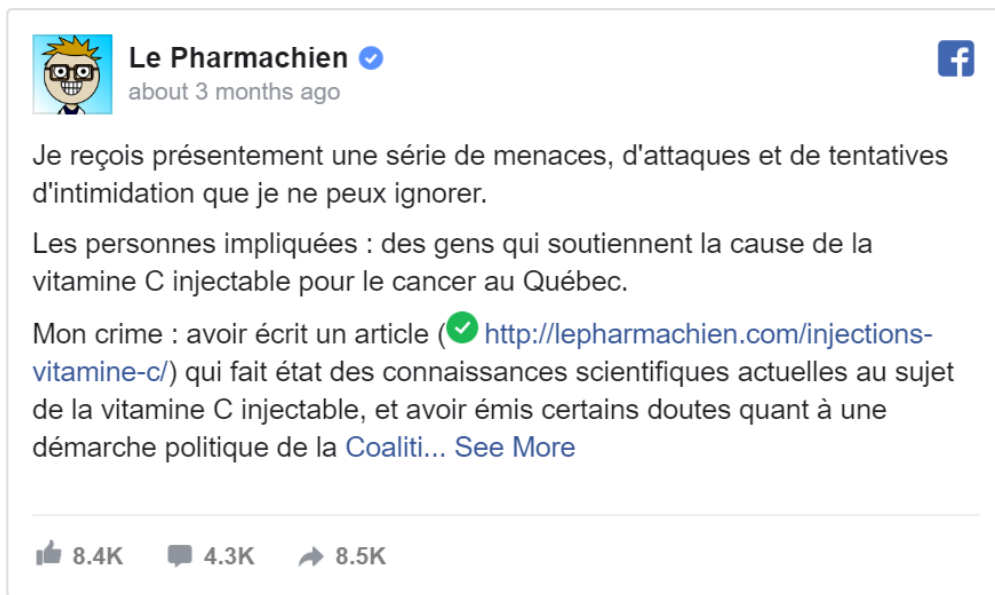 Le Pharmachien
about 3 months ago
Je reçois présentement une série de menaces, d'attaques et de tentatives
d'intimidation que je ne peux ignorer.
Les personnes impliquées : des gens qui soutiennent la cause de la
vitamine C injectable pour le cancer au Québec.
Mon crime : avoir écrit un article ( http://lepharmachien.com/injections-
vitamine-c/) qui fait état des connaissances scientifiques actuelles au sujet
de la vitamine C injectable, et avoir émis certains doutes quant à une
démarche politique de la Coaliti... See More
8.4K 4.3K 8.5K